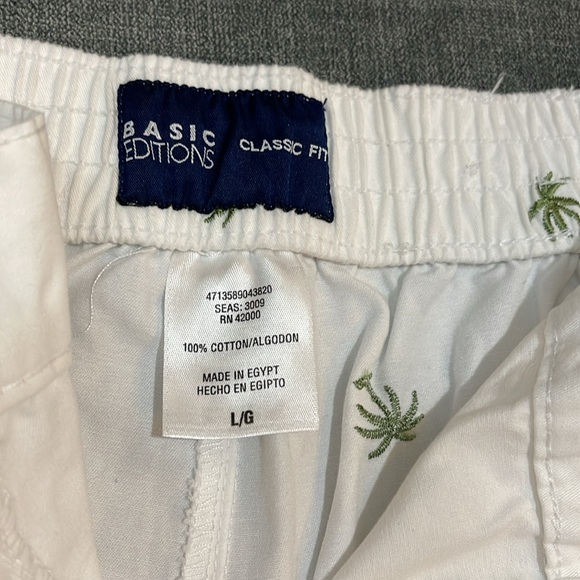 BASIC
EDITIONS
CLASSIC FIT
4713589043820
SEAS: 3009
RN 42000
100% COTTON/ALGODON
MADE IN EGYPT
HECHO EN EGIPTO
L/G